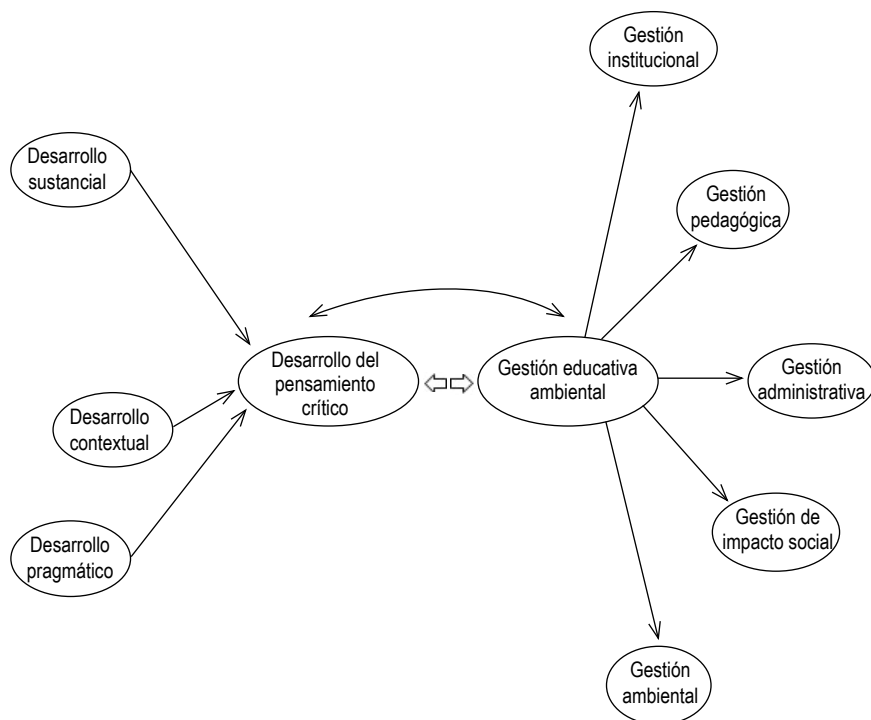 Gestión
institucional
Desarrollo
sustancial
Gestión
pedagógica
Desarrollo del
pensamiento
crítico
Gestión educativa
ambiental
Gestión
administrativa
Desarrollo
contextual
Desarrollo
pragmático
Gestión de
impacto social
Gestión
ambiental